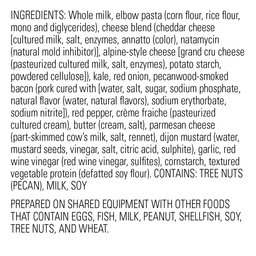 INGREDIENTS: Whole milk, elbow pasta (corn flour, rice flour,
mono and diglycerides), cheese blend (cheddar cheese
[cultured milk, salt, enzymes, annatto (color), natamycin
(natural mold inhibitor)], alpine-style cheese [grand cru cheese
(pasteurized cultured milk, salt, enzymes), potato starch,
powdered cellulose]), kale, red onion, pecanwood-smoked
bacon (pork cured with [water, salt, sugar, sodium phosphate,
natural flavor (water, natural flavors), sodium erythorbate,
sodium nitrite]), red pepper, crème fraiche (pasteurized
cultured cream), butter (cream, salt), parmesan cheese
(part-skimmed cow's milk, salt, rennet), dijon mustard (water,
mustard seeds, vinegar, salt, citric acid, sulphite), garlic, red
wine vinegar (red wine vinegar, sulfites), cornstarch, textured
vegetable protein (defatted soy flour). CONTAINS: TREE NUTS
(PECAN), MILK, SOY
PREPARED ON SHARED EQUIPMENT WITH OTHER FOODS
THAT CONTAIN EGGS, FISH, MILK, PEANUT, SHELLFISH, SOY,
TREE NUTS, AND WHEAT.